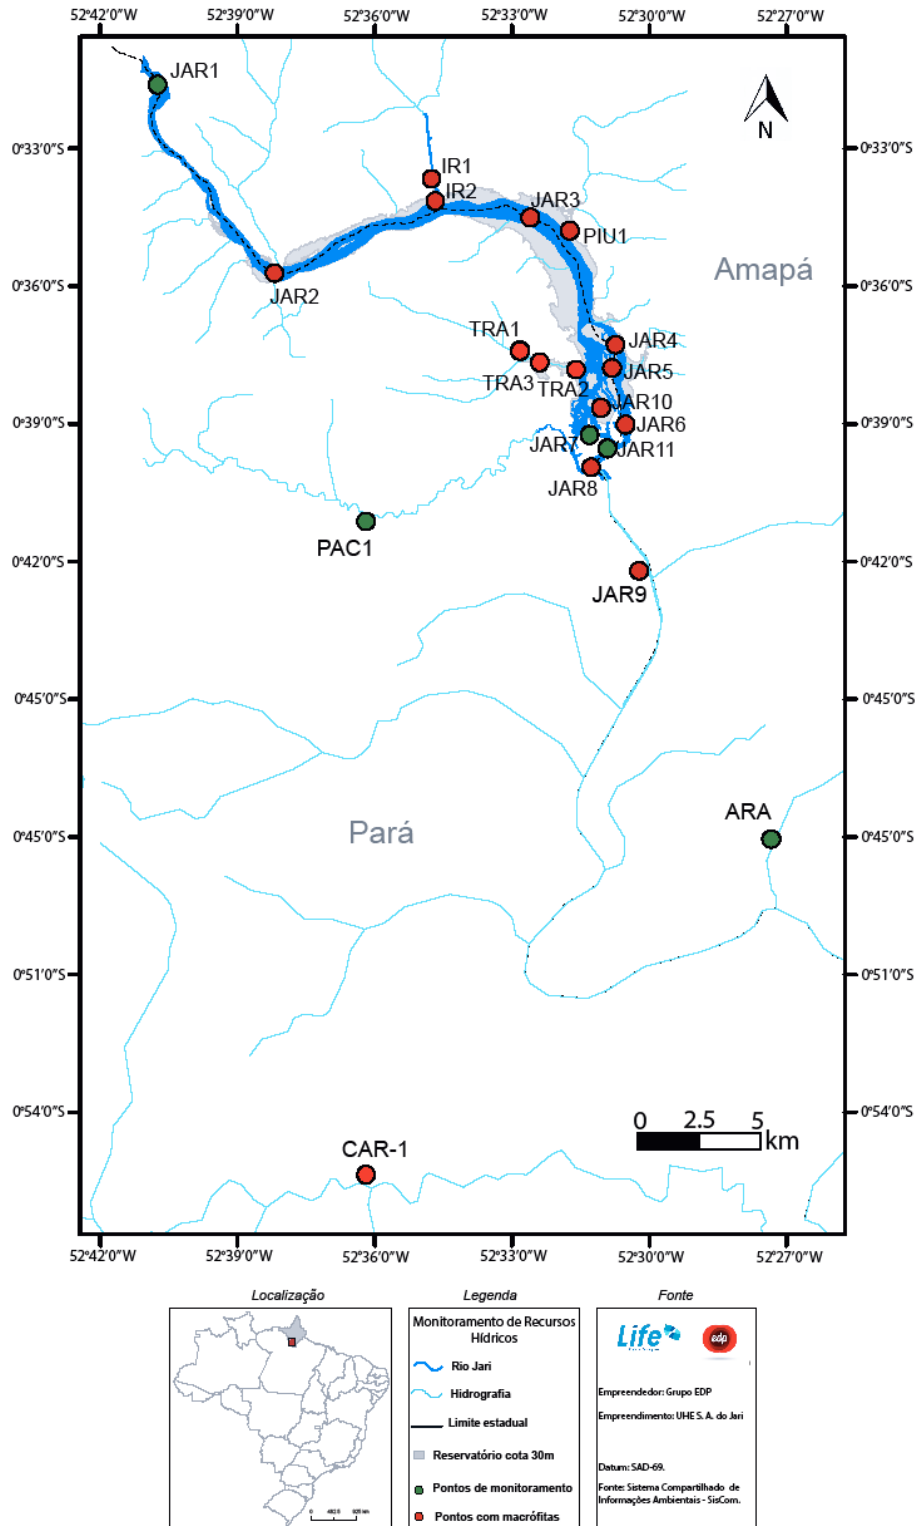 52°42'0"W
52°39'0"W
52°36'0"W
52°33'0"W
52°30'0"W
52°27'0"W
JAR1
N
0°33'0"S
0°33'0"S
IR1
IR2
JAR3
PIU1
Amapá
JAR2
0°36'0"S
0°36'0"S
TRA1
JAR4
TRA3
TRA2
JAR5
JAR10
0°39'0"S
JAR6
0°39'0"S
JAR7
JAR11
JAR8
PAC1
0°42'0"S
0°42'0"S
JAR9
0°45'0"S
0°45'0"S
ARA
Pará
0°45'0"S
0°45'0"S
0°51'0"S
0°51'0"S
0°54'0"S
0°54'0"S
0 2.5 5
km
CAR-1
52°42'0"W
52°39'0"W
52°36'0"W
52°33'0"W
52°30'0"W
52°27'0"W
Localização
0 462.5 925 km
Legenda
Monitoramento de Recursos
Hídricos
Rio Jari
Hidrografia
Limite estadual
Reservatório cota 30m
Pontos de monitoramento
Pontos com macrófitas
Fonte
Life
edp
Empreendedor: Grupo EDP
Empreendimento: UHE S. A. do Jari
Datum: SAD-69.
Fonte: Sistema Compartilhado de
Informações Ambientais - SisCom.